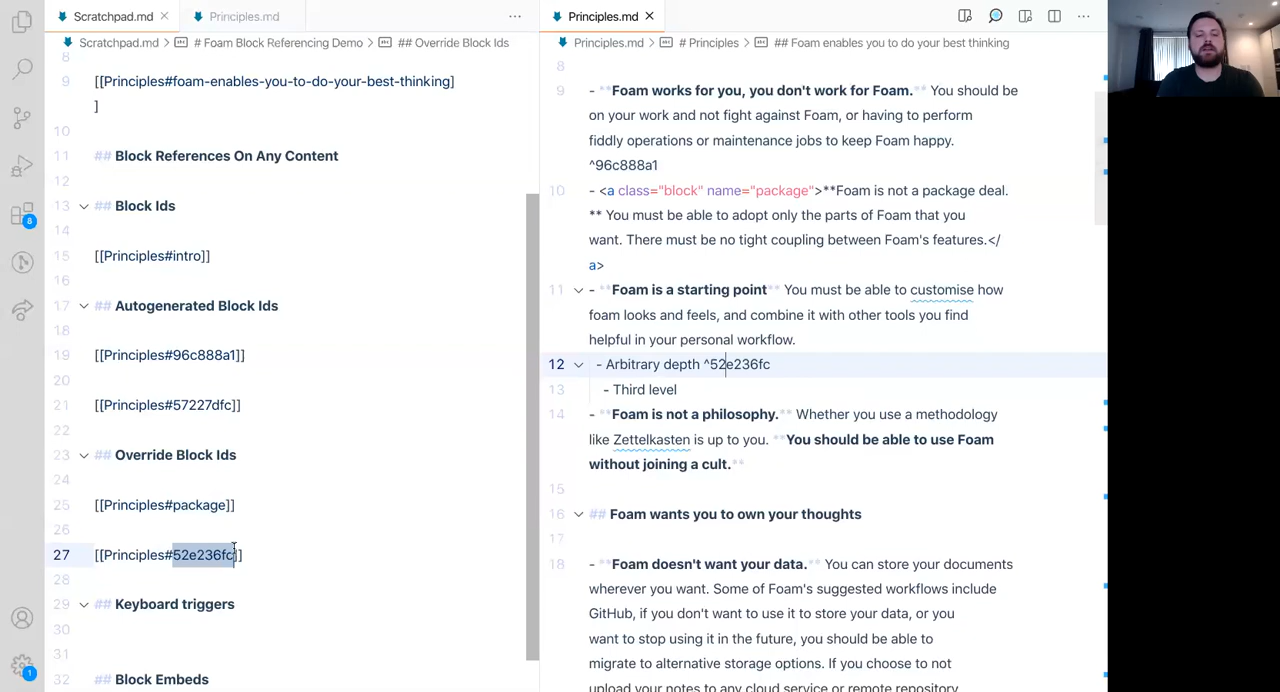 Scratchpad.md
Principles.md
Scratchpad.md > # Foam Block Referencing Demo > ## Override Block Ids
8
9 [[Principles#foam-enables-you-to-do-your-best-thinking]
]
10
11 ## Block References On Any Content
12
13 ## Block Ids
14
15 [[Principles#intro]]
16
17 ## Autogenerated Block Ids
18
19 [[Principles#96c888a1]]
20
21 [[Principles#57227dfc]]
22
23 ## Override Block Ids
24
25 [[Principles#package]]
26
27 [[Principles#52e236fc]]
28
29 ## Keyboard triggers
30
31
32 ## Block Embeds
8
1
Principles.md
Principles.md > # Principles > ## Foam enables you to do your best thinking
8
9 - **Foam works for you, you don't work for Foam.** You should be
on your work and not fight against Foam, or having to perform
fiddly operations or maintenance jobs to keep Foam happy.
^96c888a1
10 - <a class="block" name="package">**Foam is not a package deal.
** You must be able to adopt only the parts of Foam that you
want. There must be no tight coupling between Foam's features.</
a>
11 - **Foam is a starting point** You must be able to customise how
foam looks and feels, and combine it with other tools you find
helpful in your personal workflow.
12 - Arbitrary depth ^52e236fc
13 - Third level
14 - **Foam is not a philosophy.** Whether you use a methodology
like Zettelkasten is up to you. **You should be able to use Foam
without joining a cult.**
15
16 ## Foam wants you to own your thoughts
17
18 - **Foam doesn't want your data.** You can store your documents
wherever you want. Some of Foam's suggested workflows include
GitHub, if you don't want to use it to store your data, or you
want to stop using it in the future, you should be able to
migrate to alternative storage options. If you choose to not
upload your notes to any cloud service or remote repository